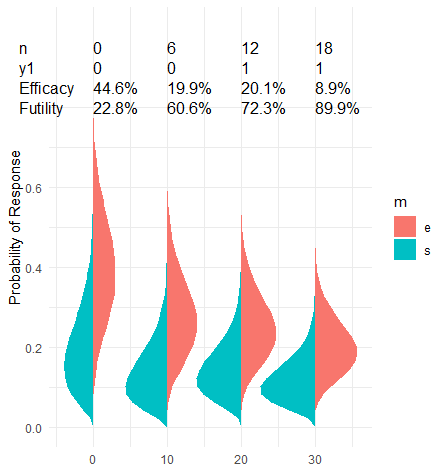 n 0 6 12 18
y1 0 0 1 1
Efficacy 44.6% 19.9% 20.1% 8.9%
Futility 22.8% 60.6% 72.3% 89.9%
Probability of Response
0.6
0.4
0.2
0.0
0 10 20 30
m
e
s